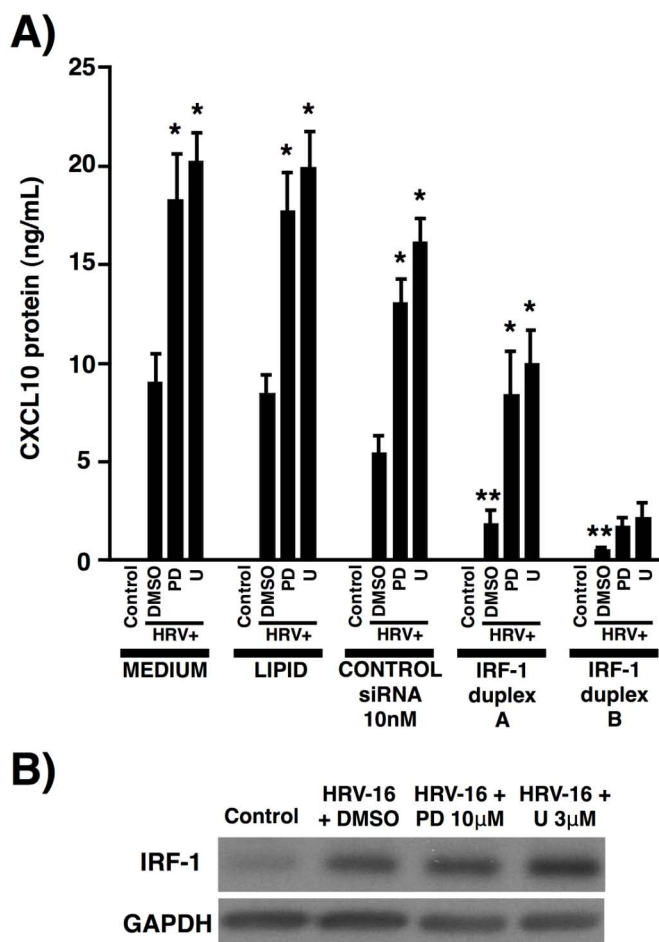 A)
CXCL10 protein (ng/mL)
25
20
15
10
5
0
* * * * * * ** * * **
Control DMSO PD U Control DMSO PD U Control DMSO PD U Control DMSO PD U Control DMSO PD U
HRV+ HRV+ HRV+ HRV+ HRV+
MEDIUM LIPID CONTROL IRF-1 IRF-1
siRNA duplex duplex
10nM A B
B)
HRV-16 HRV-16 + HRV-16 +
Control + DMSO PD 10μM U 3μM
IRF-1
GAPDH